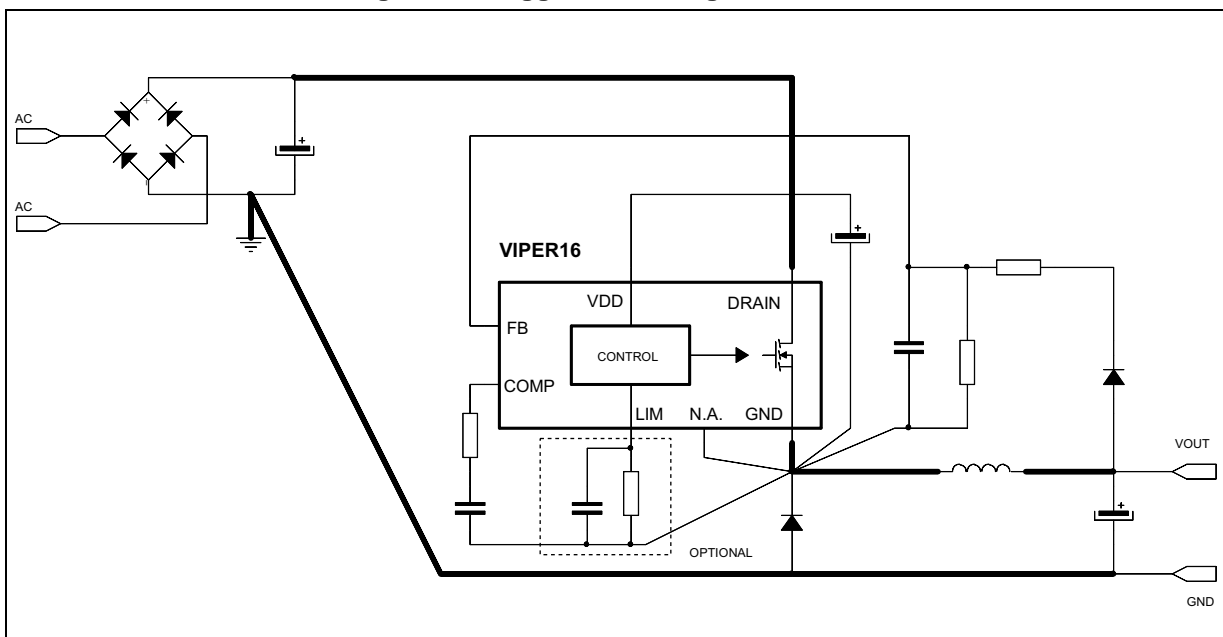 AC
AC
+
-
+
VIPER16
+
VDD
DRAIN
FB
CONTROL
COMP
LIM
N.A.
GND
VOUT
+
OPTIONAL
GND